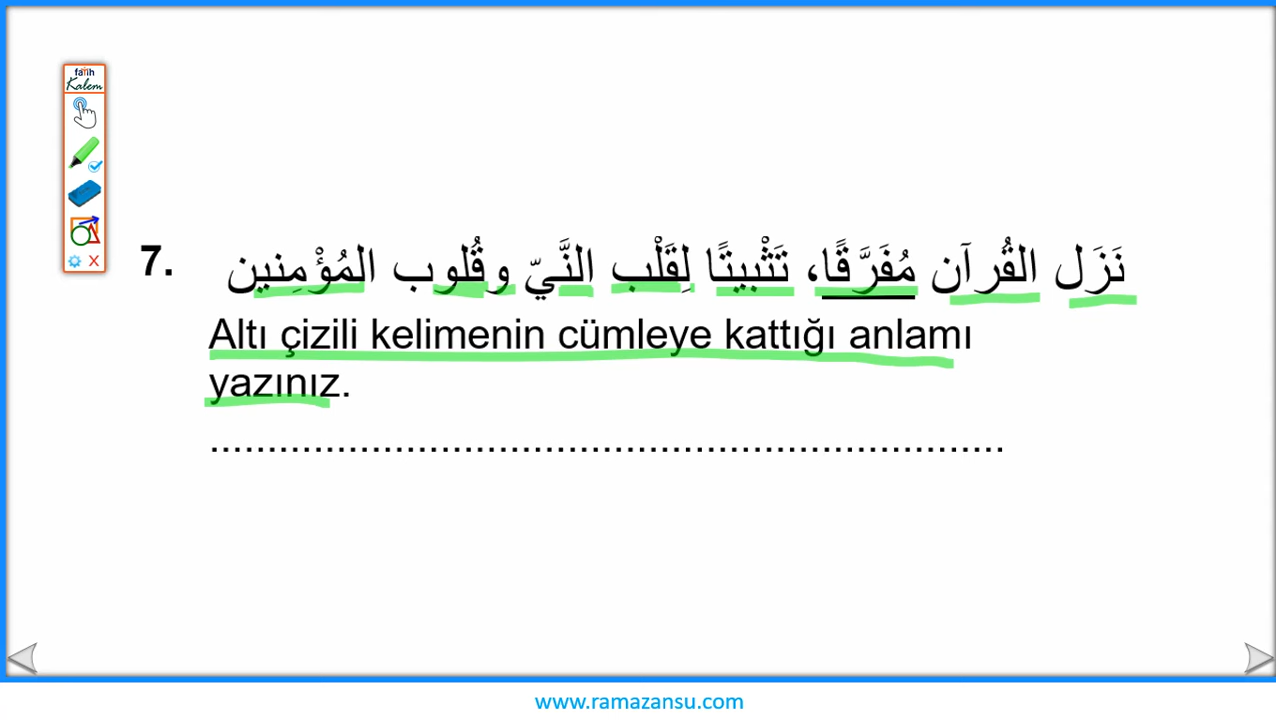 fatih
Kalem
7. نَزَل القُرآن مُفَرَّقًا، تَثْبيتًا لِقَلْب النَّيّ وقُلوب المُؤْمِنين
Altı çizili kelimenin cümleye kattığı anlamı
yazınız.
......................................................................
www.ramazansu.com